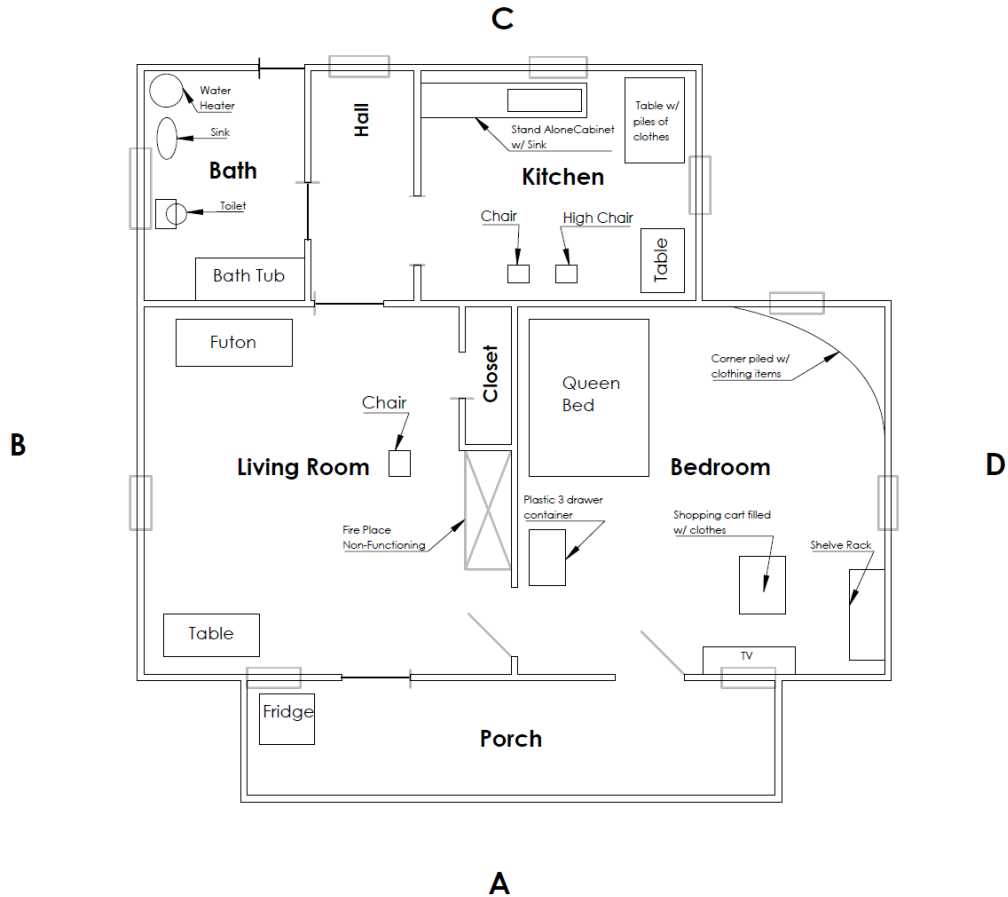 C
Water
Heater
Sink
Bath
Toilet
Bath Tub
Hall
Stand AloneCabinet
w/ Sink
Table w/
piles of
clothes
Kitchen
Chair
High Chair
Table
Futon
Closet
Queen
Bed
Corner piled w/
clothing items
Chair
B
Living Room
Bedroom
D
Fire Place
Non-Functioning
Plastic 3 drawer
container
Shopping cart filled
w/ clothes
Shelve Rack
Table
TV
Fridge
Porch
A